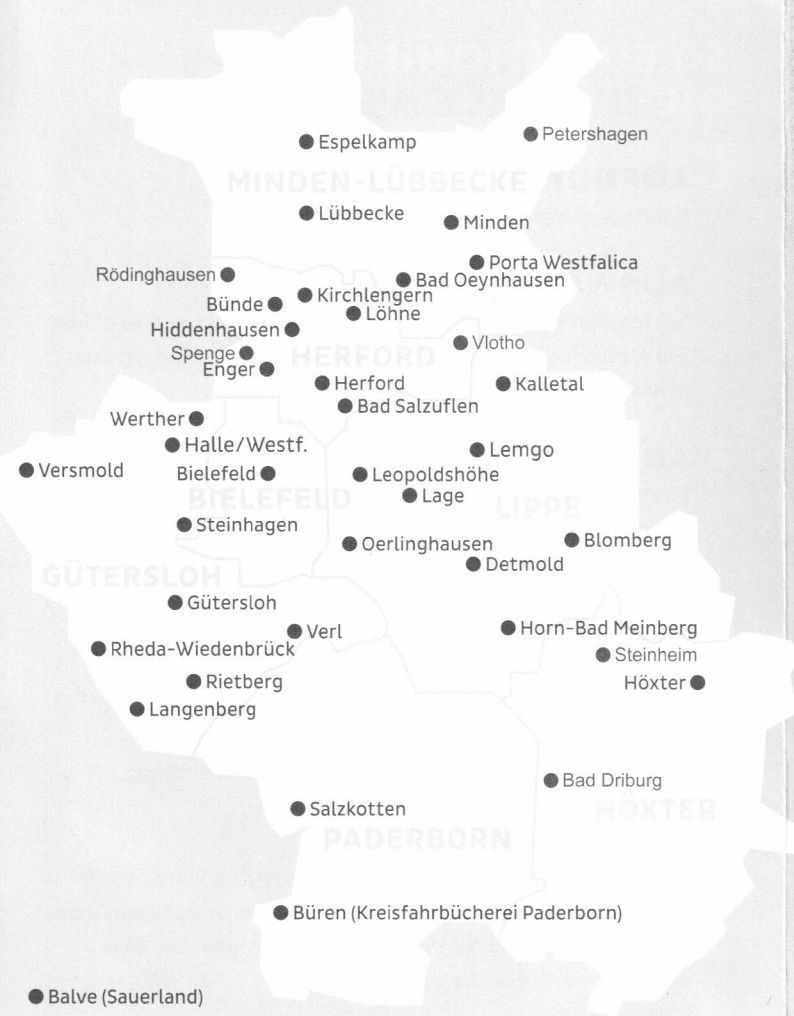 Espelkamp
Petershagen
MINDEN-LÜBBECKE
Lübbecke
Minden
Porta Westfalica
Rödinghausen
Bad Oeynhausen
Kirchlengern
Bünde
Löhne
Hiddenhausen
Vlotho
Spenge
HERFORD
Enger
Herford
Kalletal
Bad Salzuflen
Werther
Halle/Westf.
Lemgo
Versmold
Bielefeld
Leopoldshöhe
Lage
BIELEFELD
LIPPE
Steinhagen
Blomberg
Oerlinghausen
Detmold
GÜTERSLOH
Gütersloh
Horn-Bad Meinberg
Verl
Rheda-Wiedenbrück
Steinheim
Rietberg
Höxter
Langenberg
Bad Driburg
Salzkotten
HÖXTER
PADERBORN
Büren (Kreisfahrbücherei Paderborn)
Balve (Sauerland)